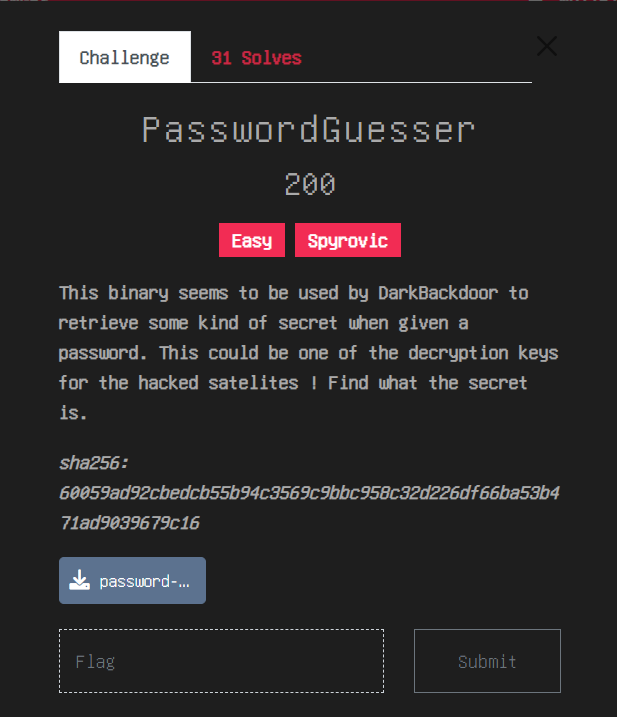 Challenge
31 Solves
PasswordGuesser
200
Easy
Spyrovic
This binary seems to be used by DarkBackdoor to
retrieve some kind of secret when given a
password. This could be one of the decryption keys
for the hacked satelites ! Find what the secret
is.
sha256:
60059ad92cbedcb55b94c3569c9bbc958c32d226df66ba53b4
71ad9039679c16
password-...
Flag
Submit